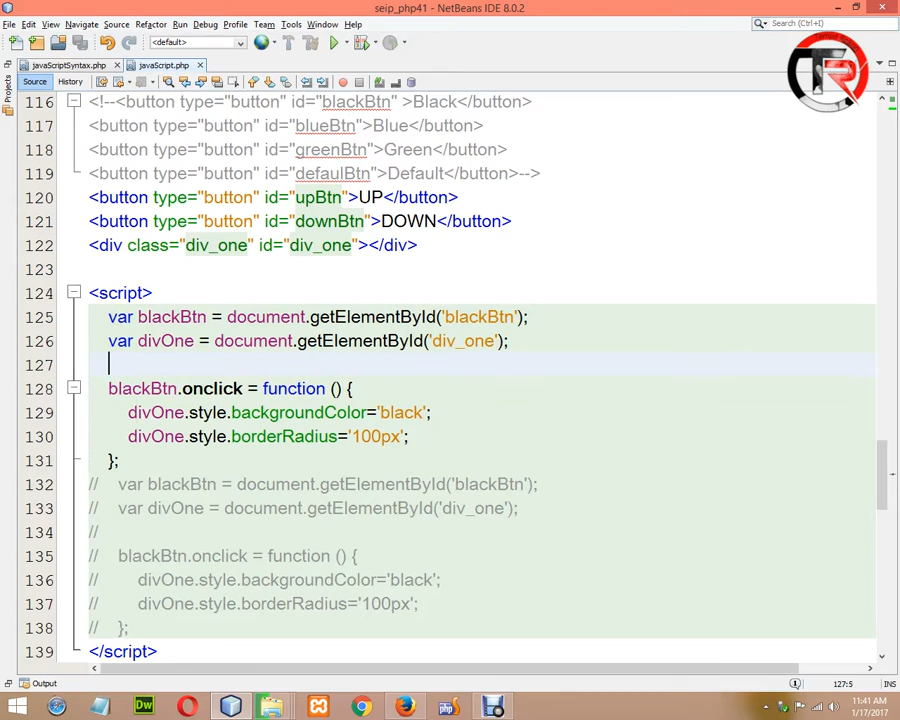 seip_php41 - NetBeans IDE 8.0.2
File Edit View Navigate Source Refactor Run Debug Profile Team Tools Window Help
Search (Ctrl+I)
<default>
javaScriptSyntax.php javaScript.php
Source History
Projects
TR
116 <!--<button type="button" id="blackBtn" >Black</button>
117 <button type="button" id="blueBtn">Blue</button>
118 <button type="button" id="greenBtn">Green</button>
119 <button type="button" id="defaulBtn">Default</button>-->
120 <button type="button" id="upBtn">UP</button>
121 <button type="button" id="downBtn">DOWN</button>
122 <div class="div_one" id="div_one"></div>
123
124 <script>
125 var blackBtn = document.getElementById('blackBtn');
126 var divOne = document.getElementById('div_one');
127
128 blackBtn.onclick = function () {
129 divOne.style.backgroundColor='black';
130 divOne.style.borderRadius='100px';
131 };
132 // var blackBtn = document.getElementById('blackBtn');
133 // var divOne = document.getElementById('div_one');
134 //
135 // blackBtn.onclick = function () {
136 // divOne.style.backgroundColor='black';
137 // divOne.style.borderRadius='100px';
138 // };
139 </script>
Output
127:5 INS
Dw
11:41 AM
1/17/2017